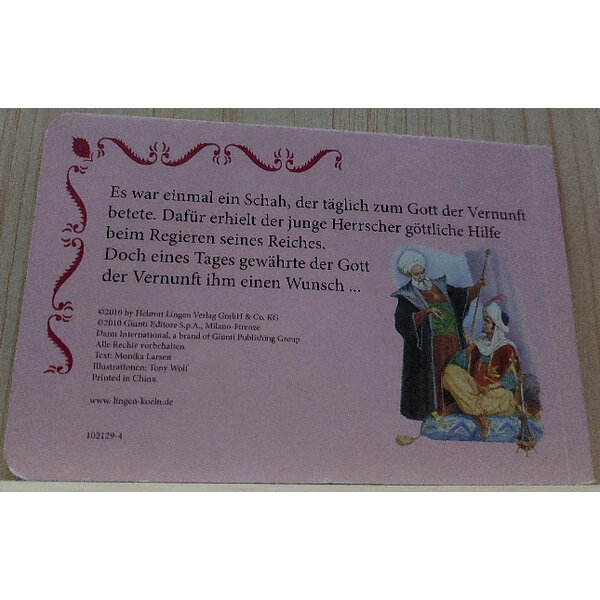 Es war einmal ein Schah, der täglich zum Gott der Vernunft
betete. Dafür erhielt der junge Herrscher göttliche Hilfe
beim Regieren seines Reiches.
Doch eines Tages gewährte der Gott
der Vernunft ihm einen Wunsch ...
©2010 by Helmut Lingen Verlag GmbH & Co. KG
©2010 Giunti Editore S.p.A., Milano-Firenze
Dami International, a brand of Giunti Publishing Group
Alle Rechte vorbehalten.
Text: Monika Larsen
Illustrationen: Tony Wolf
Printed in China.
www. lingen-koeln.de
102129-4